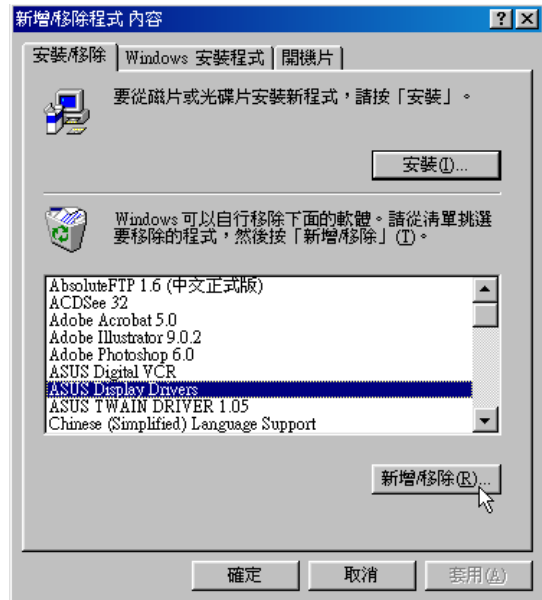 新增/移除程式 內容
安裝/移除
Windows 安裝程式
開機片
要從磁片或光碟片安裝新程式，請按「安裝」。
安裝(I)...
Windows 可以自行移除下面的軟體。請從清單挑選
要移除的程式，然後按「新增/移除」(T)。
AbsoluteFTP 1.6 (中文正式版)
ACDSee 32
Adobe Acrobat 5.0
Adobe Illustrator 9.0.2
Adobe Photoshop 6.0
ASUS Digital VCR
ASUS Display Drivers
ASUS TWAIN DRIVER 1.05
Chinese (Simplified) Language Support
新增/移除(R)...
確定
取消
套用(A)